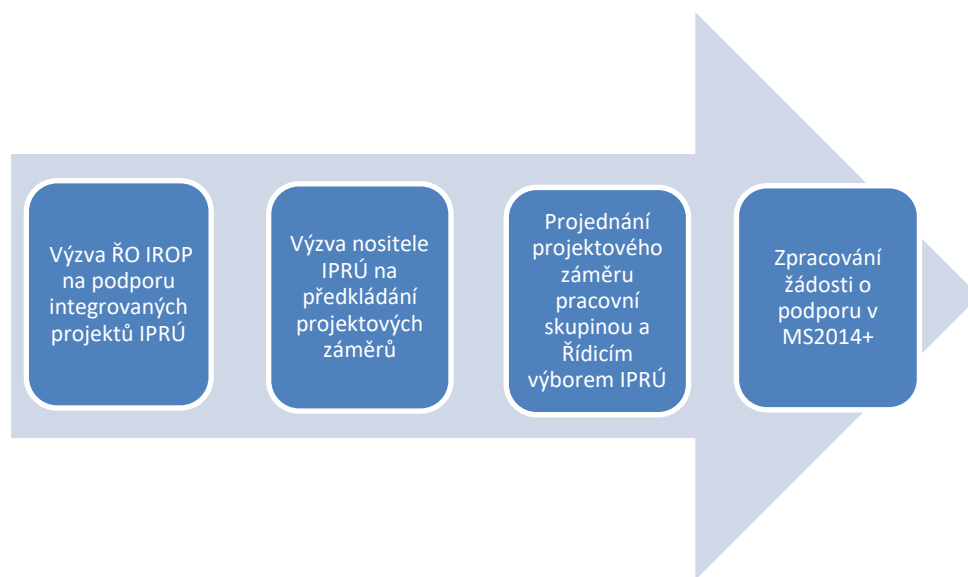 Výzva ŘO IROP
na podporu
integrovaných
projektů IPRÚ
Výzva nositele
IPRÚ na
předkládání
projektových
záměrů
Projednání
projektového
záměru
pracovní
skupinou a
Řídicím
výborem IPRÚ
Zpracování
žádosti o
podporu v
MS2014+